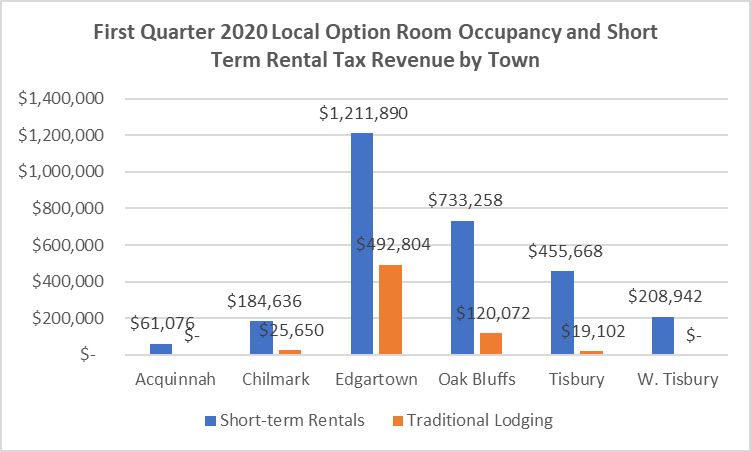 First Quarter 2020 Local Option Room Occupancy and Short
Term Rental Tax Revenue by Town
$1,400,000
$1,200,000
$1,000,000
$800,000
$600,000
$400,000
$200,000
$-
$61,076
$-
$184,636
$25,650
$1,211,890
$492,804
$733,258
$120,072
$455,668
$19,102
$208,942
$-
Acquinnah
Chilmark
Edgartown
Oak Bluffs
Tisbury
W. Tisbury
Short-term Rentals
Traditional Lodging